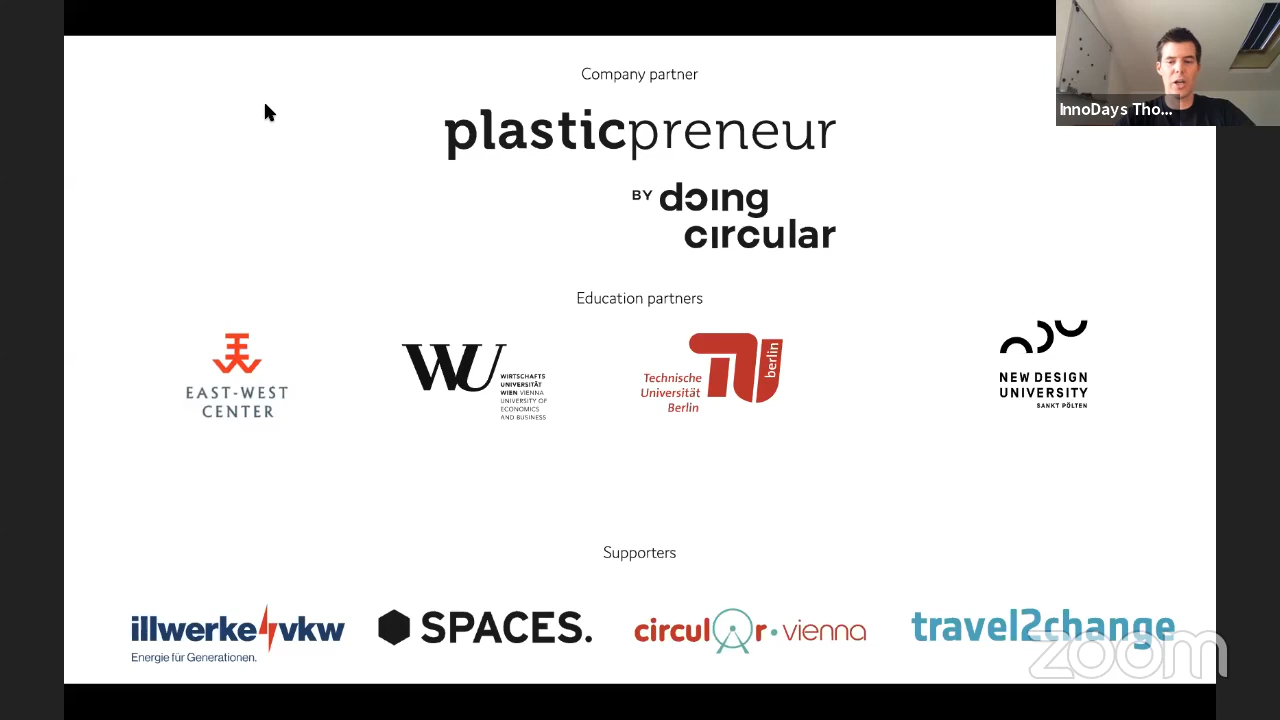 Company partner
InnoDays Tho...
plasticpreneur
BY doing
circular
Education partners
EAST-WEST
CENTER
WU
WIRTSCHAFTS
UNIVERSITÄT
WIEN VIENNA
UNIVERSITY OF
ECONOMICS
AND BUSINESS
Technische
Universität
Berlin
TU
berlin
NDU
NEW DESIGN
UNIVERSITY
SANKT PÖLTEN
Supporters
illwerke vkw
Energie für Generationen.
SPACES.
circular·vienna
travel2change
zoom